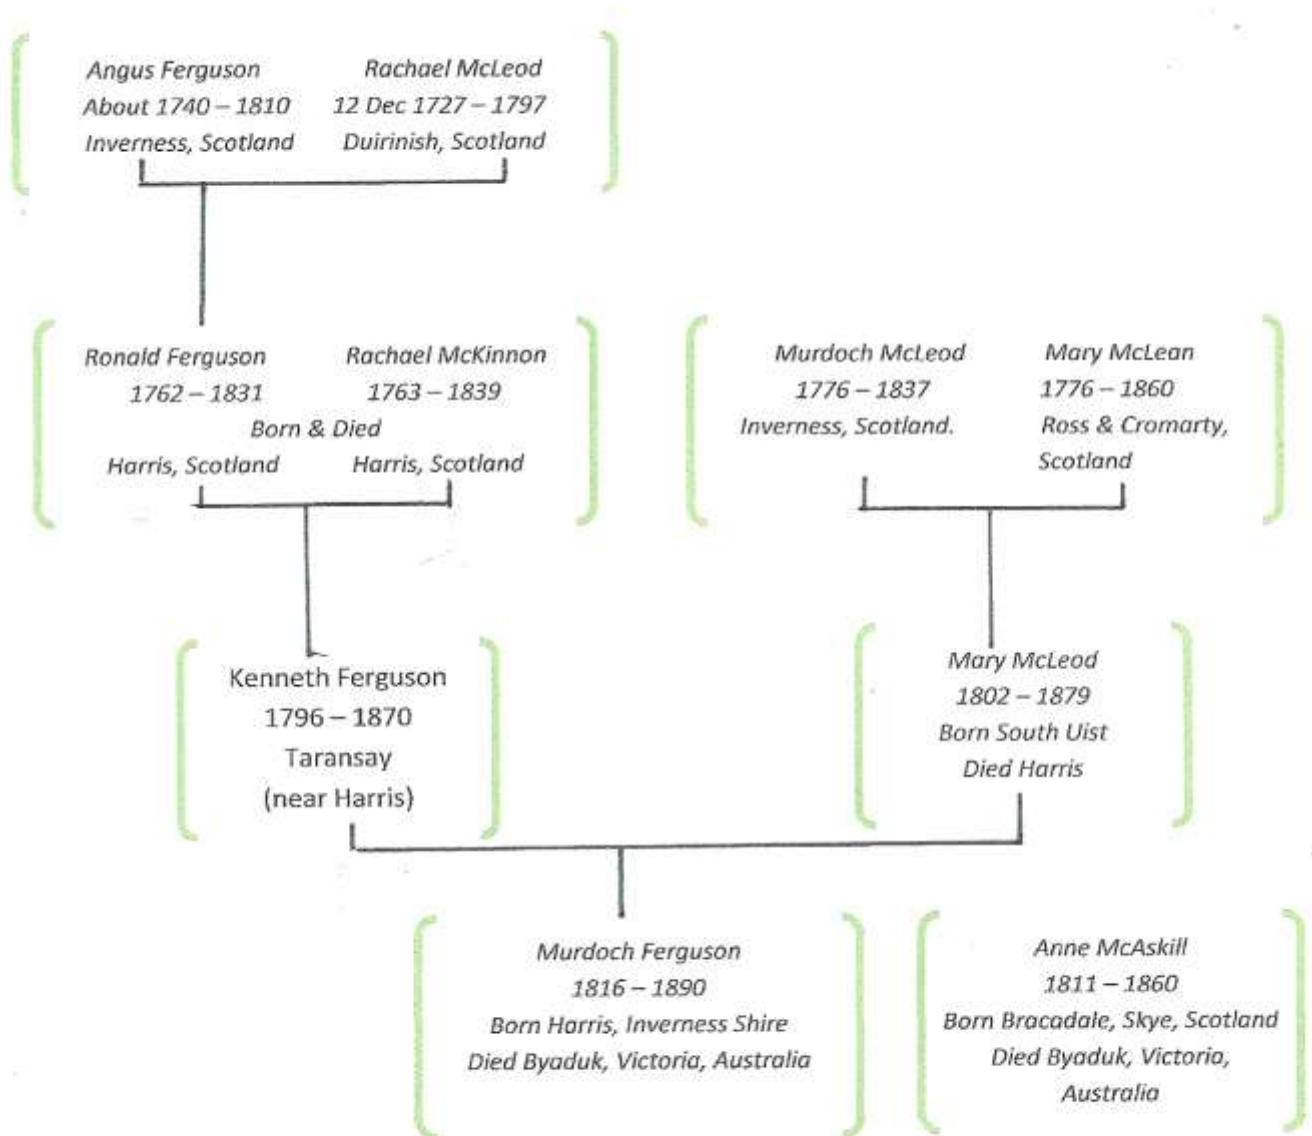 Angus Ferguson
About 1740 – 1810
Inverness, Scotland
Rachael McLeod
12 Dec 1727 – 1797
Duirinish, Scotland
Ronald Ferguson
1762 – 1831
Rachael McKinnon
1763 – 1839
Born & Died
Harris, Scotland
Harris, Scotland
Murdoch McLeod
1776 – 1837
Inverness, Scotland.
Mary McLean
1776 – 1860
Ross & Cromarty,
Scotland
Kenneth Ferguson
1796 – 1870
Taransay
(near Harris)
Mary McLeod
1802 – 1879
Born South Uist
Died Harris
Murdoch Ferguson
1816 – 1890
Born Harris, Inverness Shire
Died Byaduk, Victoria, Australia
Anne McAskill
1811 – 1860
Born Bracadale, Skye, Scotland
Died Byaduk, Victoria,
Australia